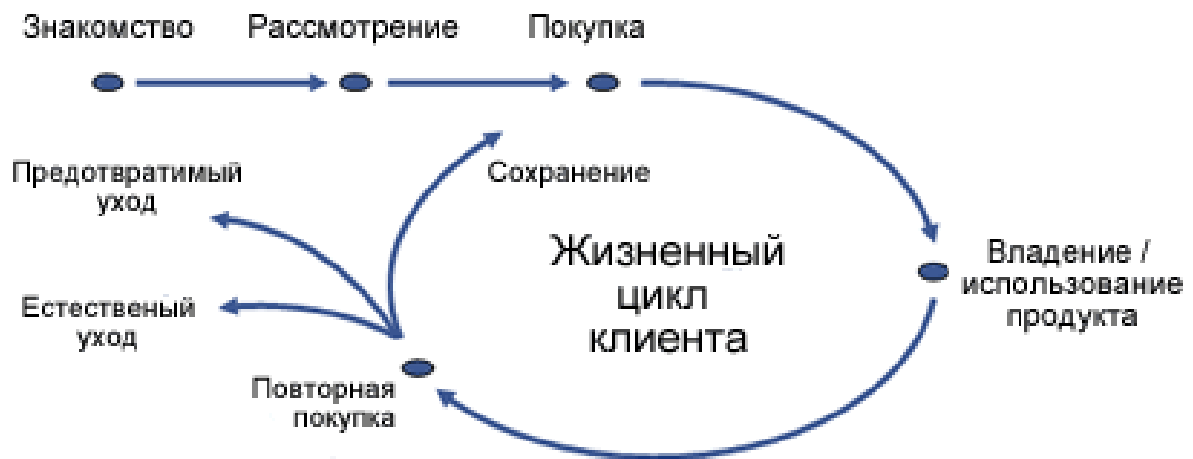 Знакомство
Рассмотрение
Покупка
Предотвратимый
уход
Сохранение
Жизненный
цикл
клиента
Владение /
использование
продукта
Естественый
уход
Повторная
покупка